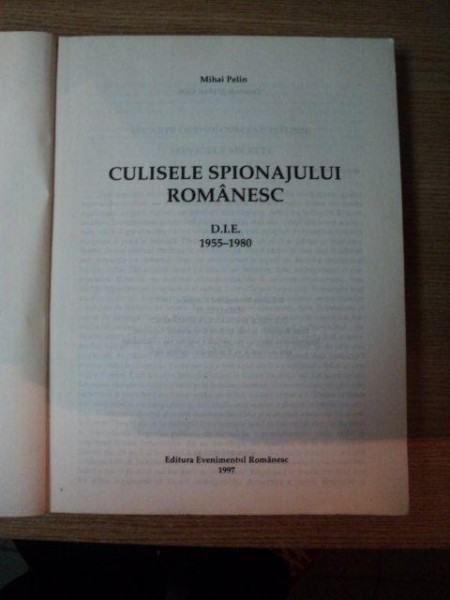 Mihai Pelin
CULISELE SPIONAJULUI
ROMÂNESC
D.I.E.
1955–1980
Editura Evenimentul Românesc
1997